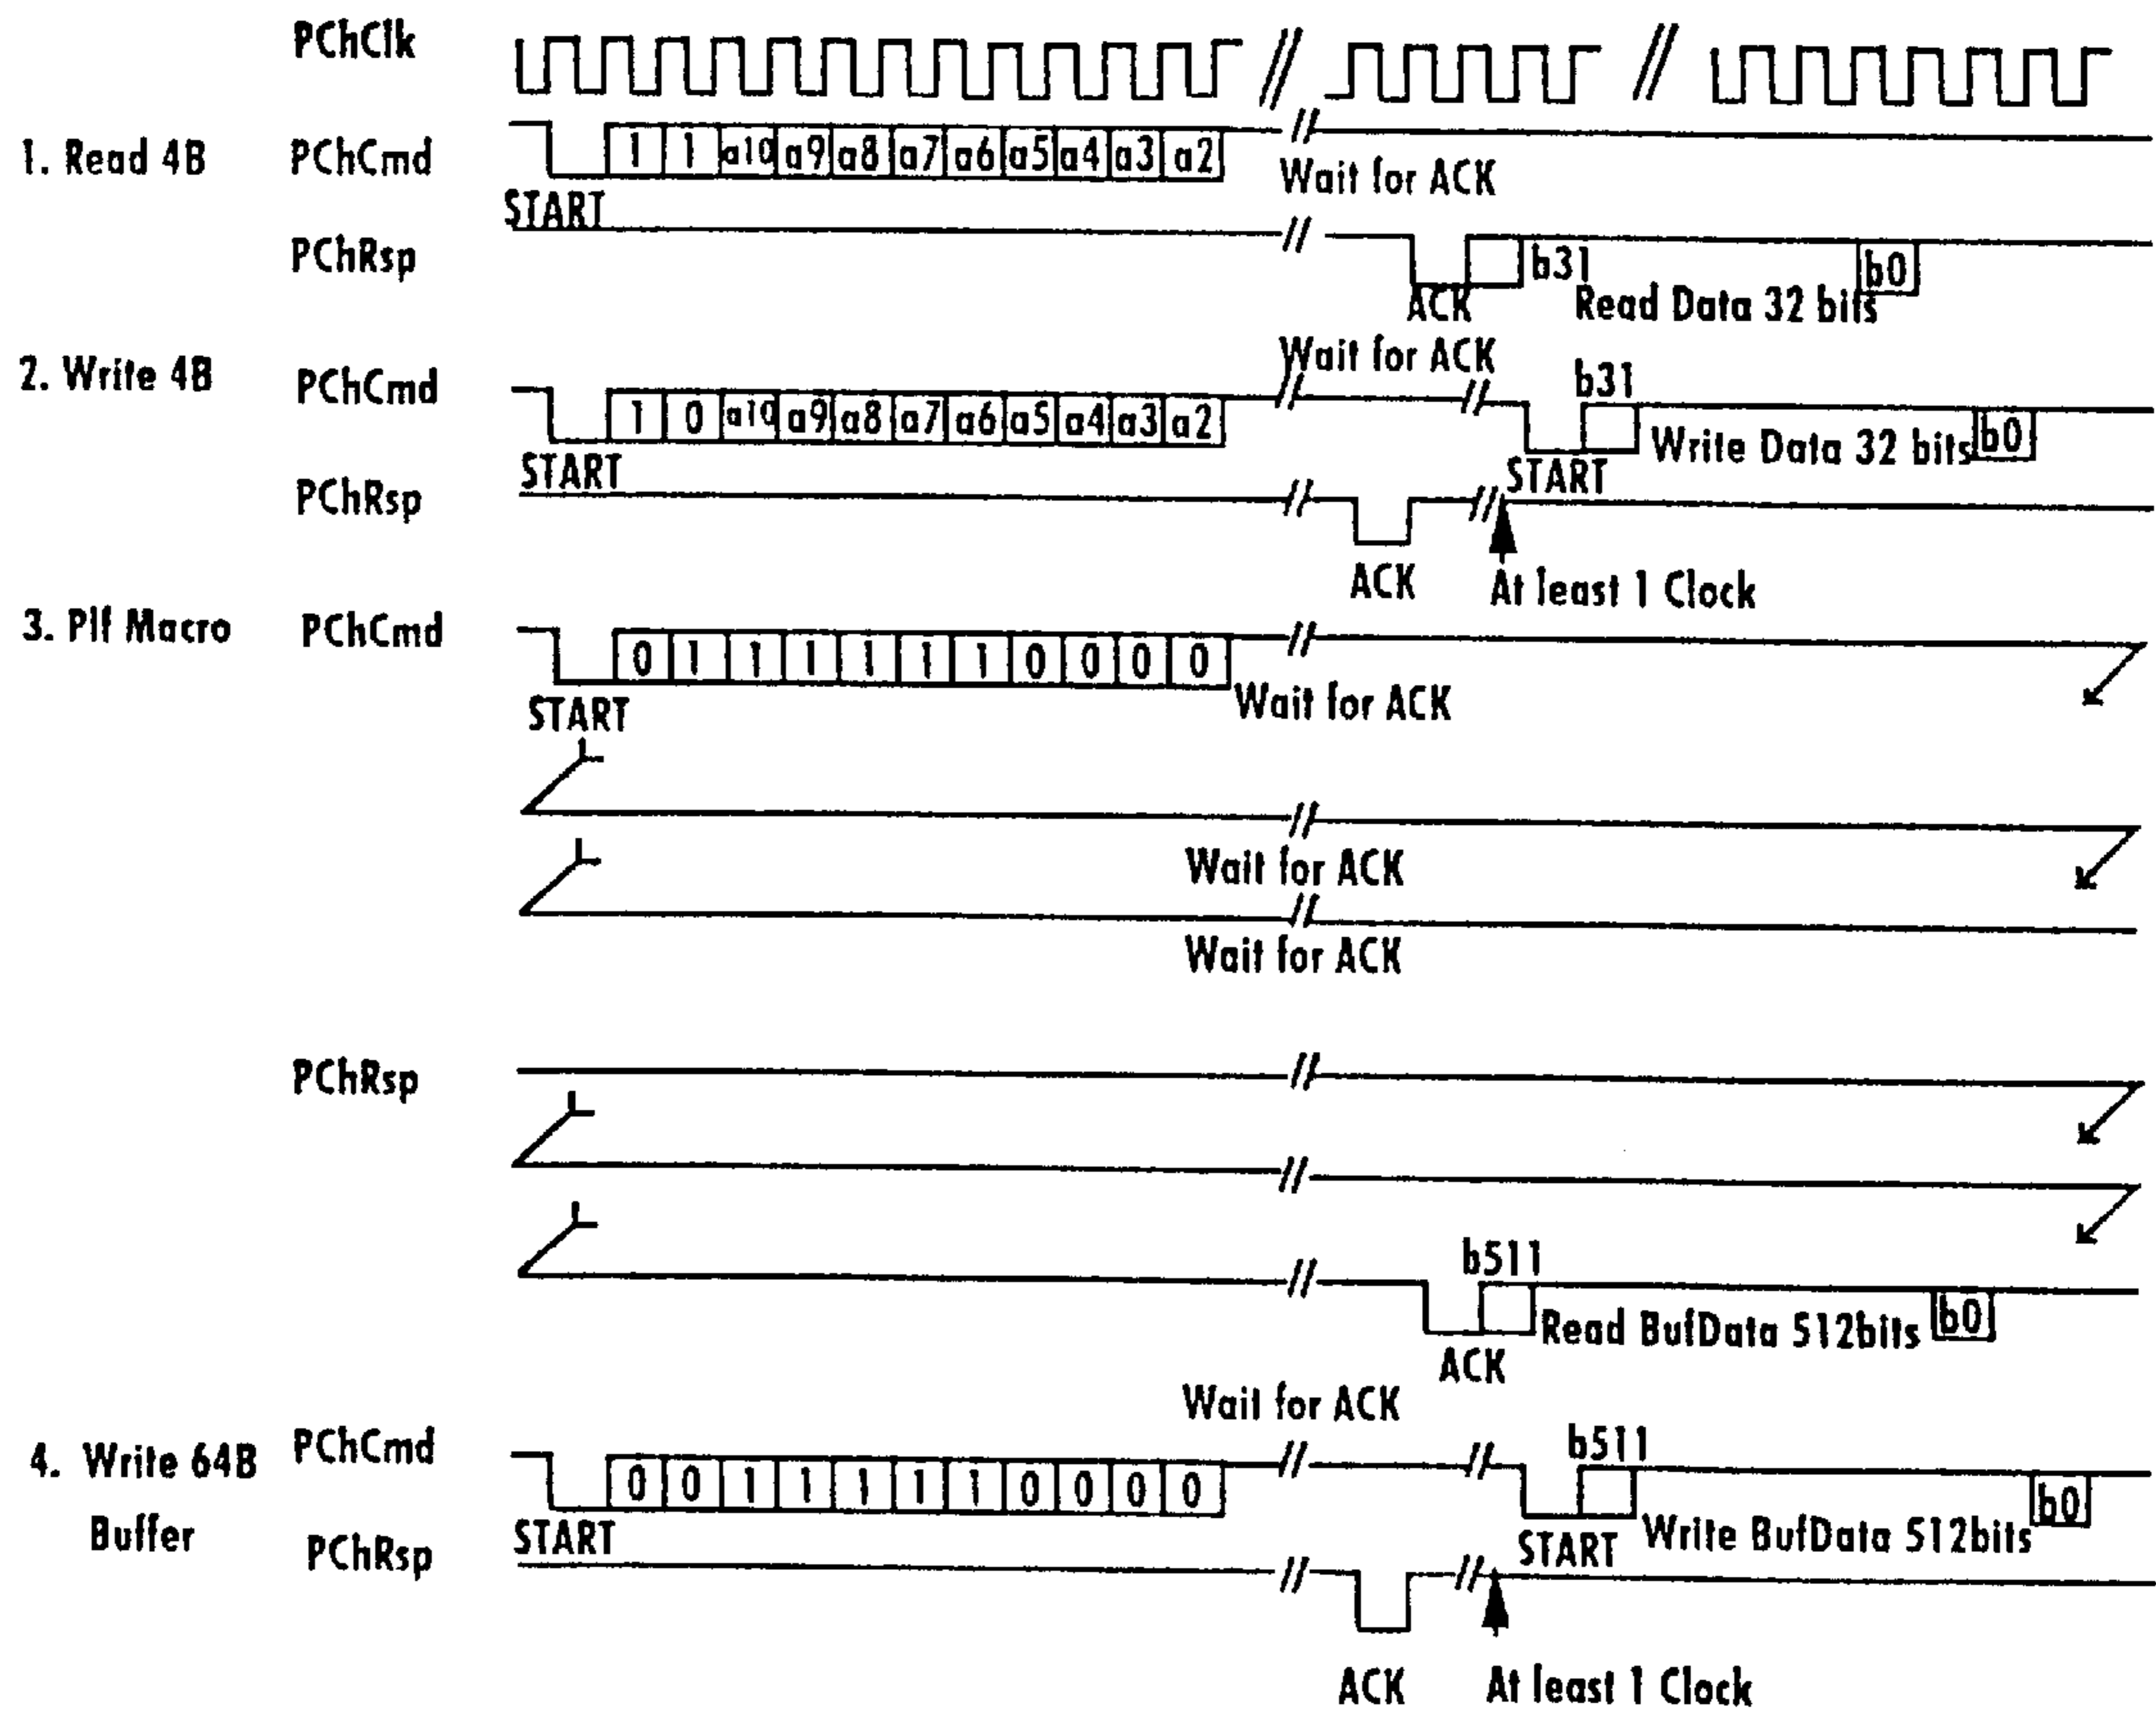 PChClk
1. Read 4B PChCmd 1 1 a10 a9 a8 a7 a6 a5 a4 a3 a2
Wait for ACK
START
PChRsp b31 b0
ACK Read Data 32 bits
Wait for ACK
2. Write 4B PChCmd 1 0 a10 a9 a8 a7 a6 a5 a4 a3 a2 b31
Write Data 32 bits b0
START START
PChRsp
ACK At least 1 Clock
3. PIf Macro PChCmd 0 1 1 1 1 1 1 0 0 0 0
Wait for ACK
START
Wait for ACK
Wait for ACK
PChRsp
b511
Read BufData 512bits b0
ACK
Wait for ACK
4. Write 64B PChCmd 0 0 1 1 1 1 1 0 0 0 0 b511 b0
Buffer START START Write BufData 512bits
PChRsp
ACK At least 1 Clock